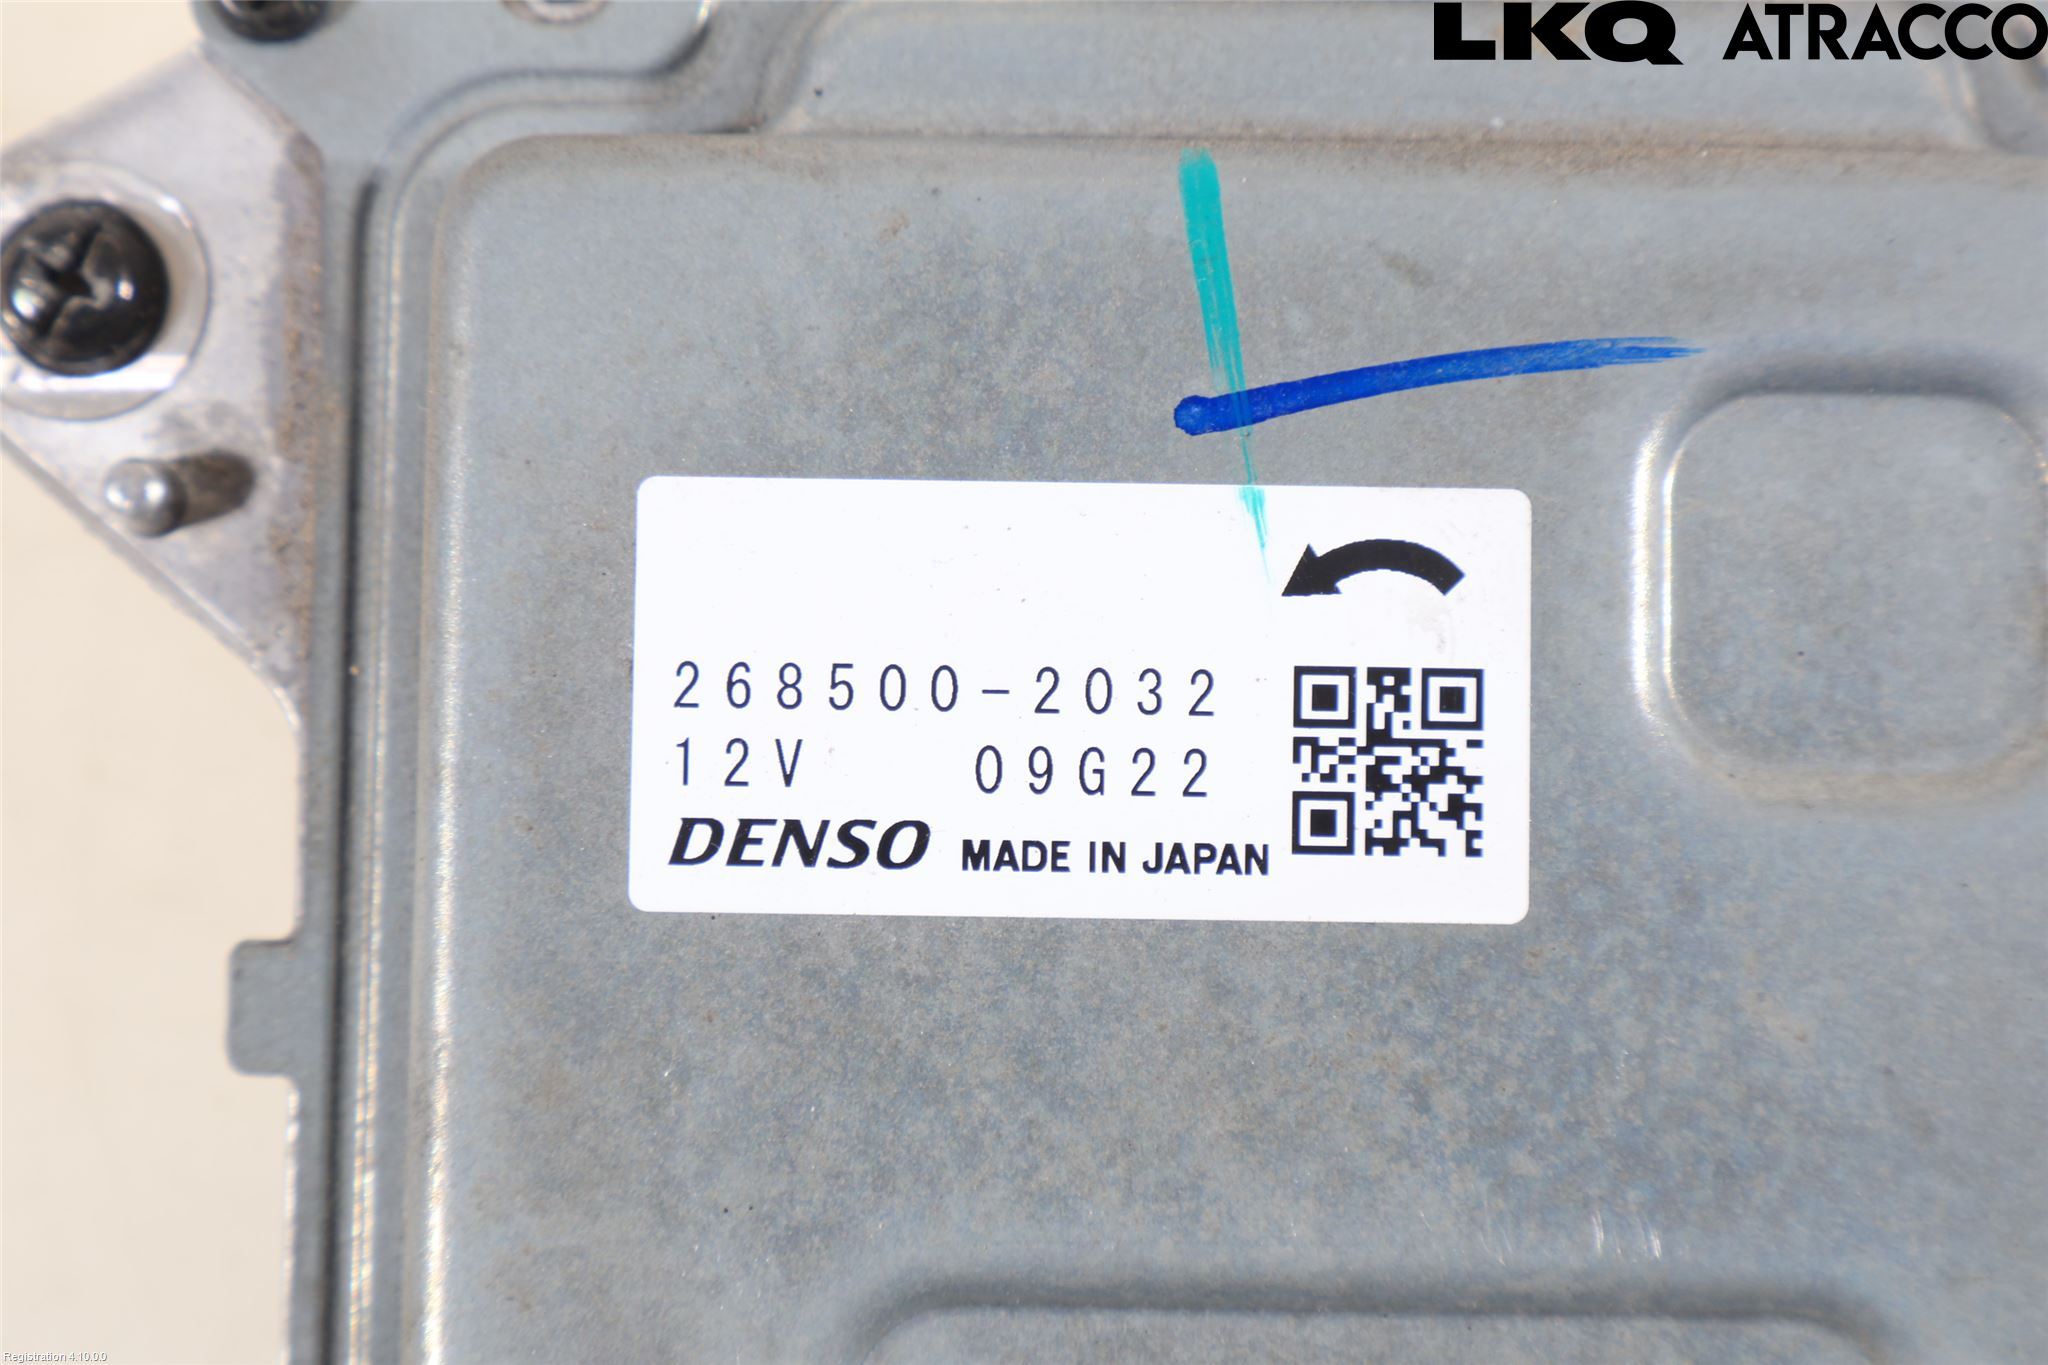 LKQ ATRACCO
268500-2032
12V 09G22
DENSO MADE IN JAPAN
Registration 4.10.0.0